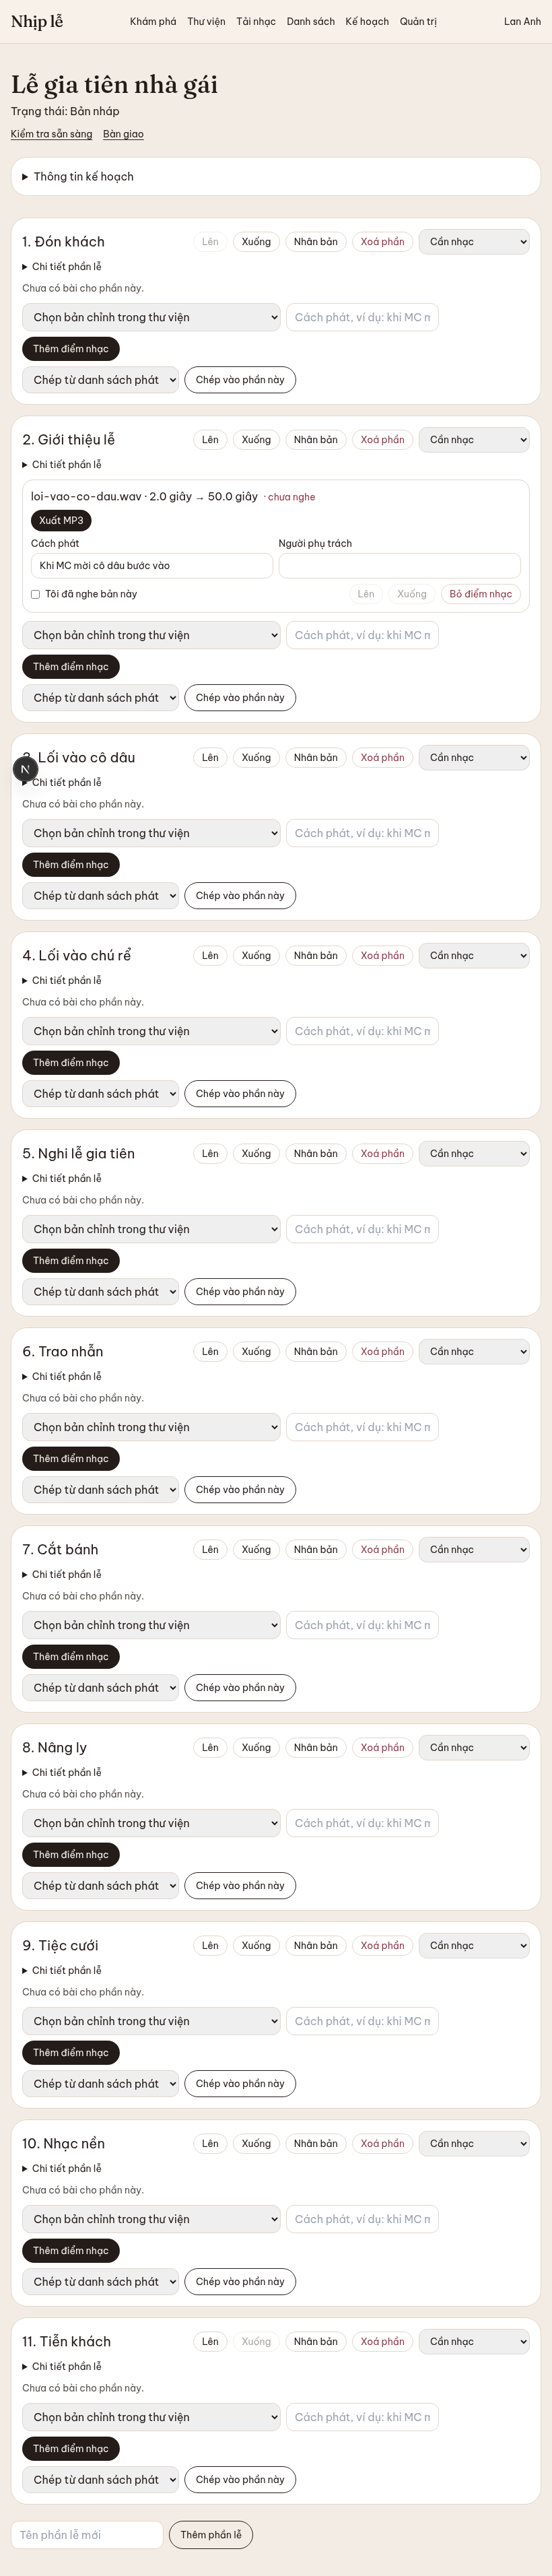 Nhịp lễ Khám phá Thư viện Tải nhạc Danh sách Kế hoạch Quản trị Lan Anh
Lễ gia tiên nhà gái
Trạng thái: Bản nháp
Kiểm tra sẵn sàng Bàn giao
Thông tin kế hoạch
1. Đón khách Lên Xuống Nhân bản Xoá phần Cần nhạc
Chi tiết phần lễ
Chưa có bài cho phần này.
Chọn bản chỉnh trong thư viện Cách phát, ví dụ: khi MC m
Thêm điểm nhạc
Chép từ danh sách phát Chép vào phần này
2. Giới thiệu lễ Lên Xuống Nhân bản Xoá phần Cần nhạc
Chi tiết phần lễ
loi-vao-co-dau.wav · 2.0 giây → 50.0 giây · chưa nghe
Xuất MP3
Cách phát Người phụ trách
Khi MC mời cô dâu bước vào
Tôi đã nghe bản này Lên Xuống Bỏ điểm nhạc
Chọn bản chỉnh trong thư viện Cách phát, ví dụ: khi MC m
Thêm điểm nhạc
Chép từ danh sách phát Chép vào phần này
Lối vào cô dâu Lên Xuống Nhân bản Xoá phần Cần nhạc
N Chi tiết phần lễ
Chưa có bài cho phần này.
Chọn bản chỉnh trong thư viện Cách phát, ví dụ: khi MC m
Thêm điểm nhạc
Chép từ danh sách phát Chép vào phần này
4. Lối vào chú rể Lên Xuống Nhân bản Xoá phần Cần nhạc
Chi tiết phần lễ
Chưa có bài cho phần này.
Chọn bản chỉnh trong thư viện Cách phát, ví dụ: khi MC m
Thêm điểm nhạc
Chép từ danh sách phát Chép vào phần này
5. Nghi lễ gia tiên Lên Xuống Nhân bản Xoá phần Cần nhạc
Chi tiết phần lễ
Chưa có bài cho phần này.
Chọn bản chỉnh trong thư viện Cách phát, ví dụ: khi MC m
Thêm điểm nhạc
Chép từ danh sách phát Chép vào phần này
6. Trao nhẫn Lên Xuống Nhân bản Xoá phần Cần nhạc
Chi tiết phần lễ
Chưa có bài cho phần này.
Chọn bản chỉnh trong thư viện Cách phát, ví dụ: khi MC m
Thêm điểm nhạc
Chép từ danh sách phát Chép vào phần này
7. Cắt bánh Lên Xuống Nhân bản Xoá phần Cần nhạc
Chi tiết phần lễ
Chưa có bài cho phần này.
Chọn bản chỉnh trong thư viện Cách phát, ví dụ: khi MC m
Thêm điểm nhạc
Chép từ danh sách phát Chép vào phần này
8. Nâng ly Lên Xuống Nhân bản Xoá phần Cần nhạc
Chi tiết phần lễ
Chưa có bài cho phần này.
Chọn bản chỉnh trong thư viện Cách phát, ví dụ: khi MC m
Thêm điểm nhạc
Chép từ danh sách phát Chép vào phần này
9. Tiệc cưới Lên Xuống Nhân bản Xoá phần Cần nhạc
Chi tiết phần lễ
Chưa có bài cho phần này.
Chọn bản chỉnh trong thư viện Cách phát, ví dụ: khi MC m
Thêm điểm nhạc
Chép từ danh sách phát Chép vào phần này
10. Nhạc nền Lên Xuống Nhân bản Xoá phần Cần nhạc
Chi tiết phần lễ
Chưa có bài cho phần này.
Chọn bản chỉnh trong thư viện Cách phát, ví dụ: khi MC m
Thêm điểm nhạc
Chép từ danh sách phát Chép vào phần này
11. Tiễn khách Lên Xuống Nhân bản Xoá phần Cần nhạc
Chi tiết phần lễ
Chưa có bài cho phần này.
Chọn bản chỉnh trong thư viện Cách phát, ví dụ: khi MC m
Thêm điểm nhạc
Chép từ danh sách phát Chép vào phần này
Tên phần lễ mới Thêm phần lễ